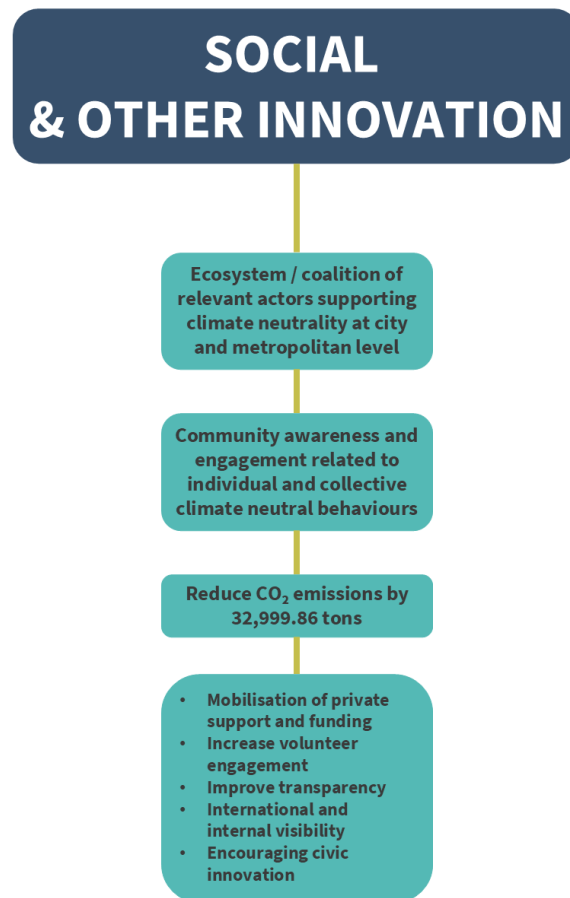 SOCIAL
& OTHER INNOVATION
Ecosystem / coalition of
relevant actors supporting
climate neutrality at city
and metropolitan level
Community awareness and
engagement related to
individual and collective
climate neutral behaviours
Reduce CO₂ emissions by
32,999.86 tons
• Mobilisation of private
support and funding
• Increase volunteer
engagement
• Improve transparency
• International and
internal visibility
• Encouraging civic
innovation